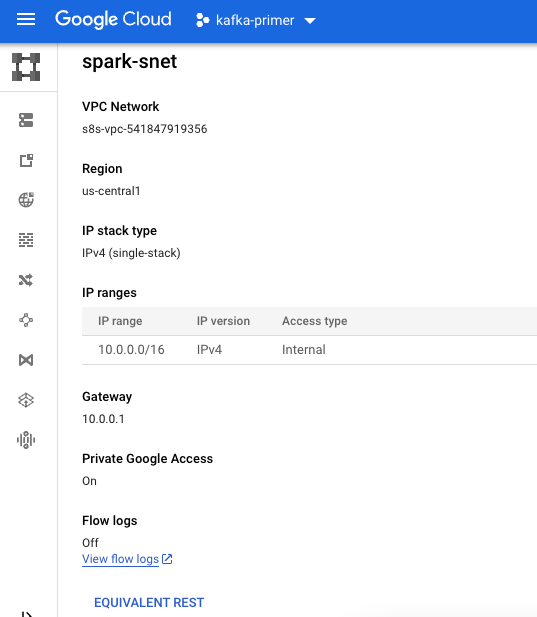 Google Cloud kafka-primer
spark-snet
VPC Network
s8s-vpc-541847919356
Region
us-central1
IP stack type
IPv4 (single-stack)
IP ranges
IP range IP version Access type
10.0.0.0/16 IPv4 Internal
Gateway
10.0.0.1
Private Google Access
On
Flow logs
Off
View flow logs
EQUIVALENT REST